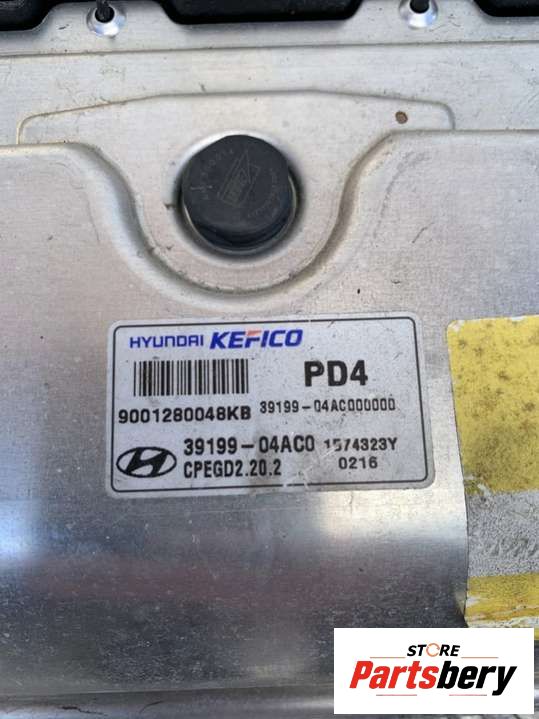 HYUNDAI KEFICO
PD4
9001280048KB 39199-04AC000000
39199-04AC0 1574323Y
CPEGD2.20.2 0216
STORE
Partsbery